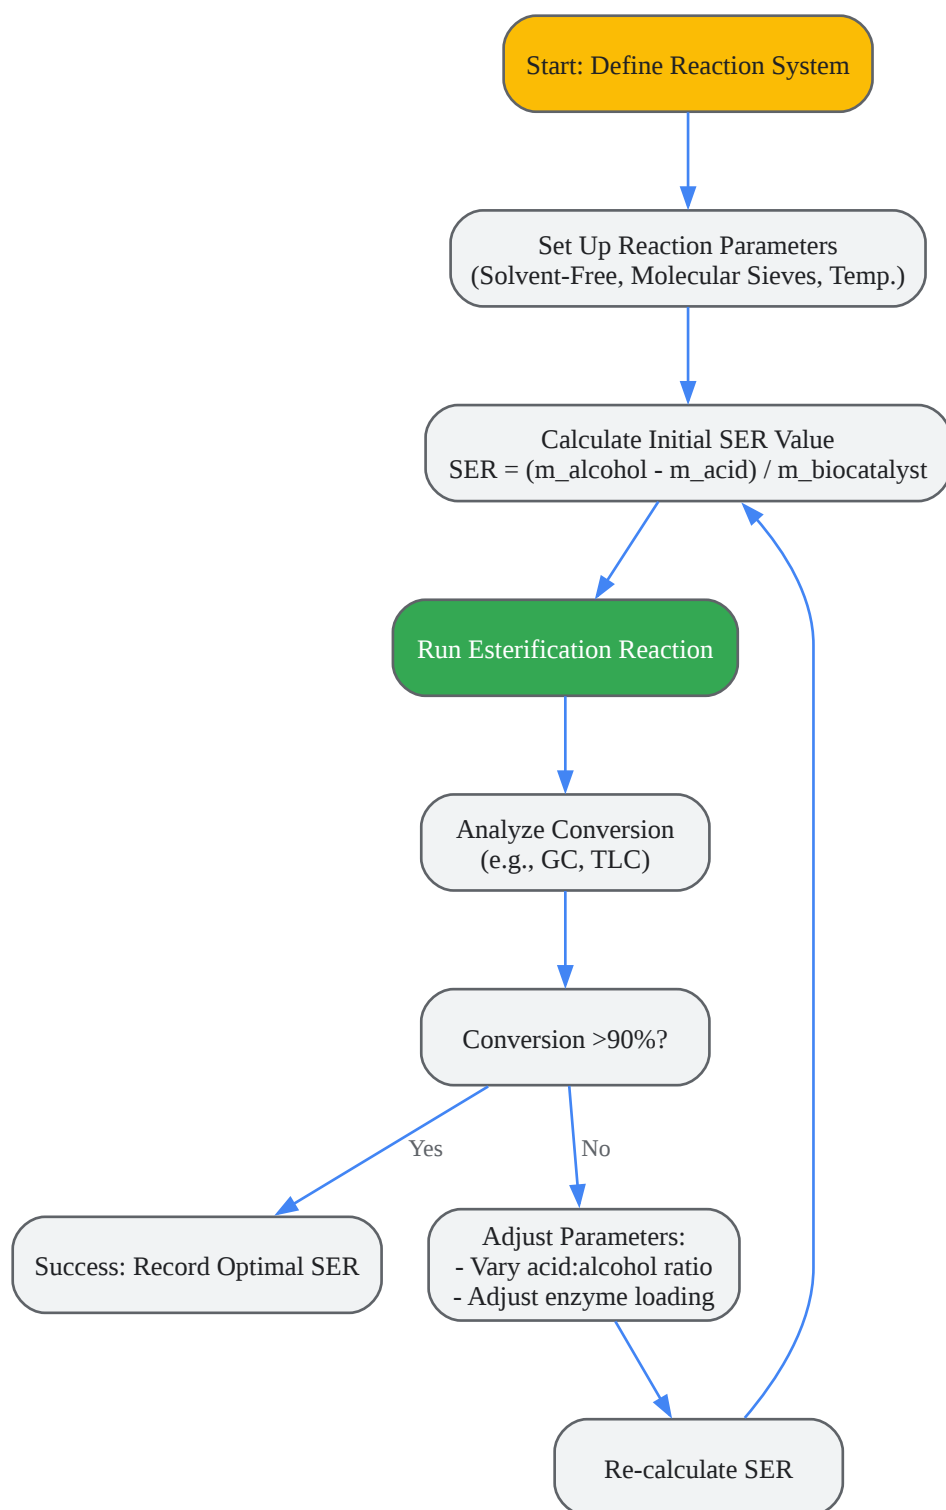 Start: Define Reaction System
Set Up Reaction Parameters
(Solvent-Free, Molecular Sieves, Temp.)
Calculate Initial SER Value
SER = (m_alcohol - m_acid) / m_biocatalyst
Run Esterification Reaction
Analyze Conversion
(e.g., GC, TLC)
Conversion >90%?
Yes
No
Success: Record Optimal SER
Adjust Parameters:
- Vary acid:alcohol ratio
- Adjust enzyme loading
Re-calculate SER